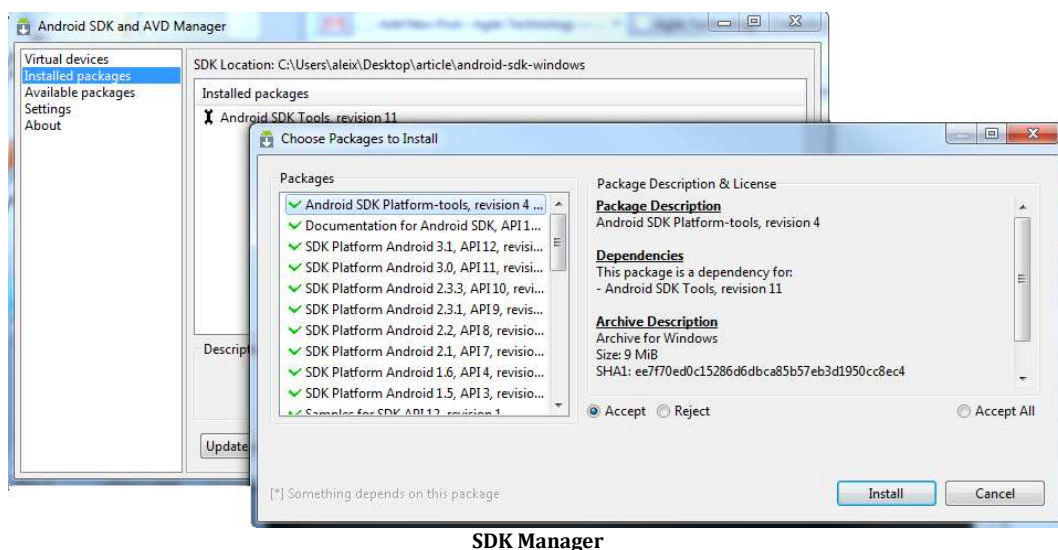 Android SDK and AVD Manager
Virtual devices
Installed packages
Available packages
Settings
About
SDK Location: C:\Users\aleix\Desktop\article\android-sdk-windows
Installed packages
Android SDK Tools, revision 11
Descript
Update
Choose Packages to Install
Packages
Android SDK Platform-tools, revision 4 ...
Documentation for Android SDK, API 1...
SDK Platform Android 3.1, API 12, revisi...
SDK Platform Android 3.0, API 11, revisi...
SDK Platform Android 2.3.3, API 10, revi...
SDK Platform Android 2.3.1, API 9, revis...
SDK Platform Android 2.2, API 8, revisio...
SDK Platform Android 2.1, API 7, revisio...
SDK Platform Android 1.6, API 4, revisio...
SDK Platform Android 1.5, API 3, revisio...
Samples for SDK API 12, revision 1
Package Description & License
Package Description
Android SDK Platform-tools, revision 4
Dependencies
This package is a dependency for:
- Android SDK Tools, revision 11
Archive Description
Archive for Windows
Size: 9 MiB
SHA1: ee7f70ed0c15286d6dbca85b57eb3d1950cc8ec4
Accept Reject Accept All
[*] Something depends on this package
Install Cancel
SDK Manager